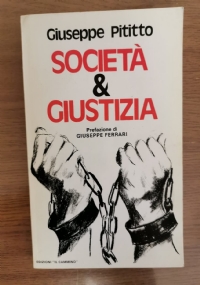 Giuseppe Pititto
SOCIETÀ
&
GIUSTIZIA
Prefazione di
GIUSEPPE FERRARI